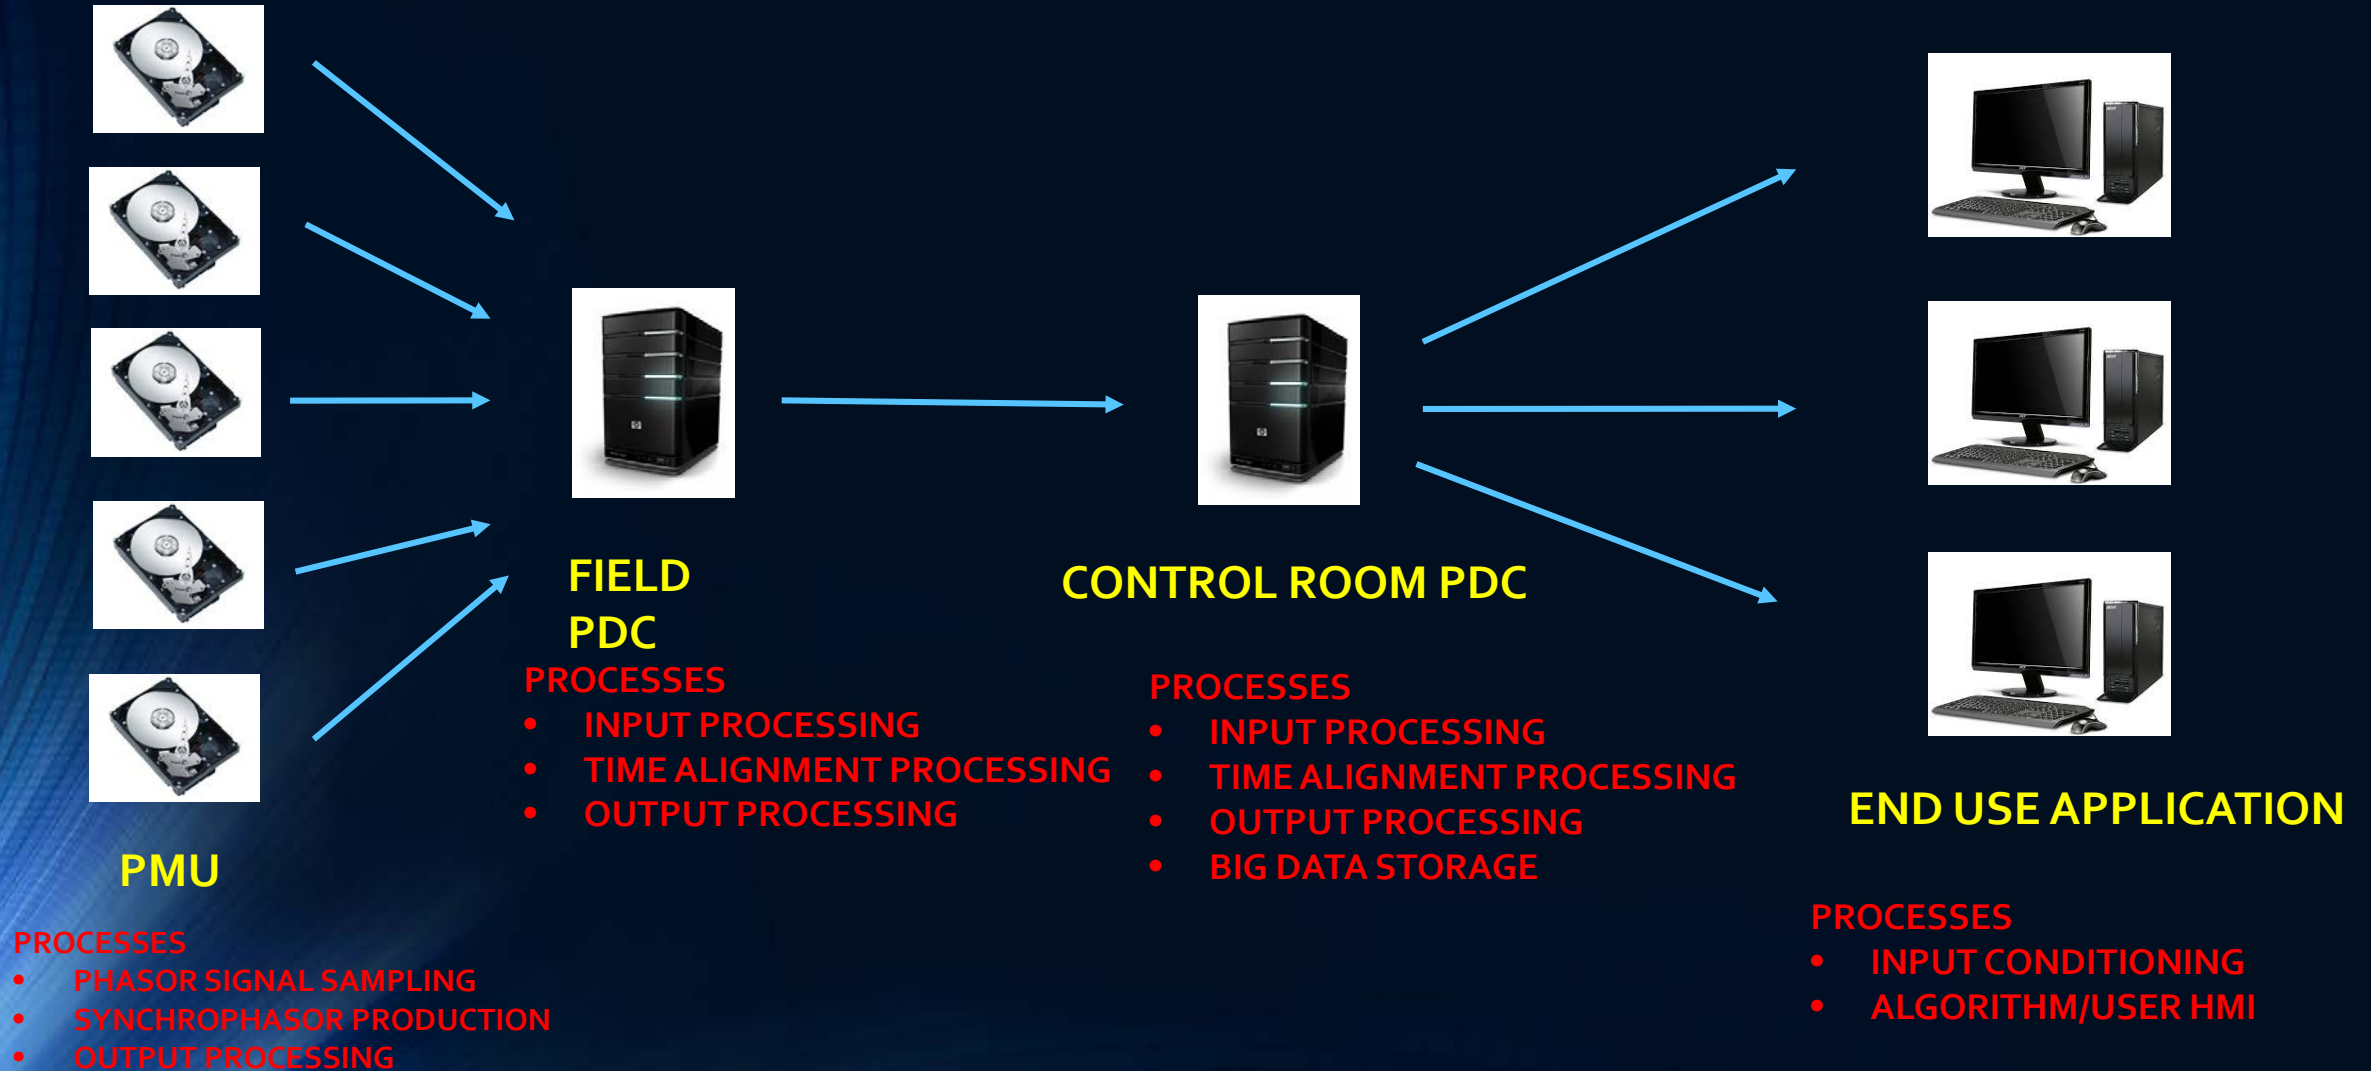 FIELD
PDC
PROCESSES
• INPUT PROCESSING
• TIME ALIGNMENT PROCESSING
• OUTPUT PROCESSING
CONTROL ROOM PDC
PROCESSES
• INPUT PROCESSING
• TIME ALIGNMENT PROCESSING
• OUTPUT PROCESSING
• BIG DATA STORAGE
END USE APPLICATION
PROCESSES
• INPUT CONDITIONING
• ALGORITHM/USER HMI
PMU
PROCESSES
• PHASOR SIGNAL SAMPLING
• SYNCHROPHASOR PRODUCTION
• OUTPUT PROCESSING